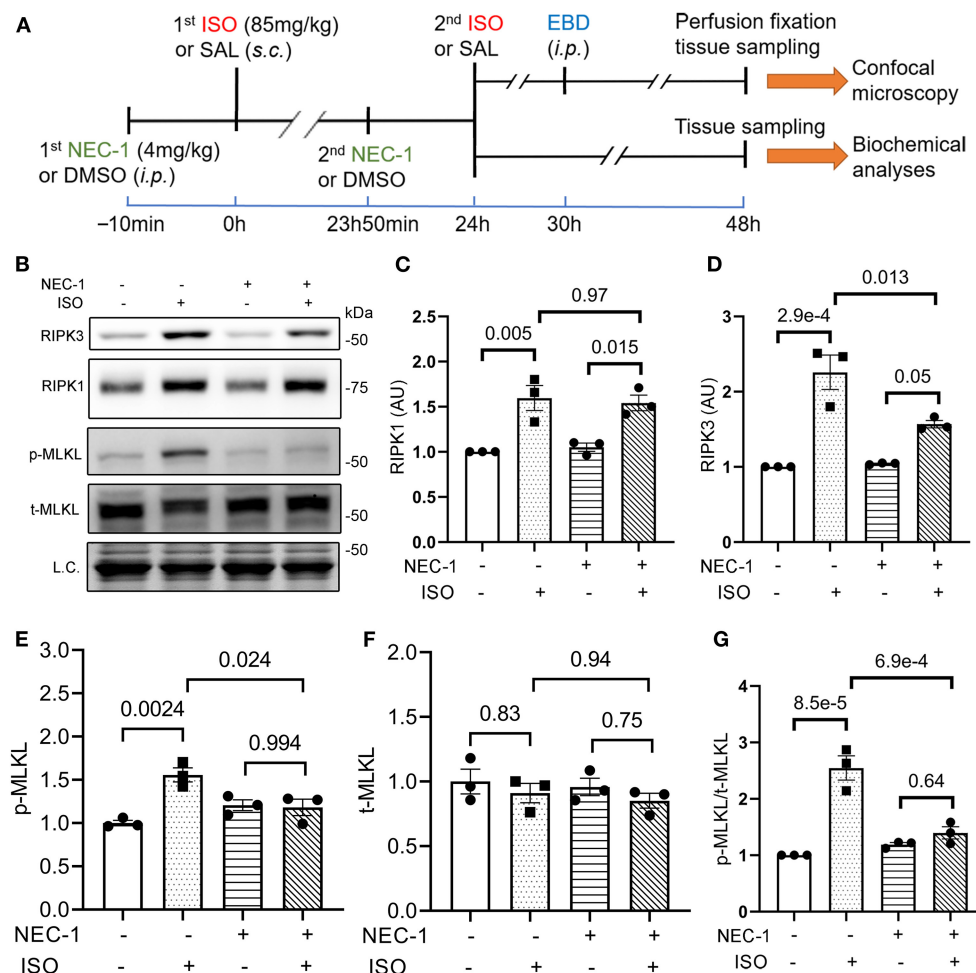 A
1st ISO (85mg/kg)
or SAL (s.c.)
2nd ISO
or SAL
EBD
(i.p.)
Perfusion fixation
tissue sampling
Confocal
microscopy
1st NEC-1 (4mg/kg)
or DMSO (i.p.)
2nd NEC-1
or DMSO
Tissue sampling
Biochemical
analyses
−10min 0h 23h50min 24h 30h 48h
B
NEC-1 - - + +
ISO - + - +
kDa
RIPK3 -50
RIPK1 -75
p-MLKL -50
t-MLKL -50
-50
L.C.
C
RIPK1 (AU)
2.5
2.0
1.5
1.0
0.5
0.0
0.97
0.005
0.015
NEC-1 - - + +
ISO - + - +
D
RIPK3 (AU)
3
2
1
0
0.013
2.9e-4
0.05
NEC-1 - - + +
ISO - + - +
E
p-MLKL
3.0
2.5
2.0
1.5
1.0
0.5
0.0
0.024
0.0024
0.994
NEC-1 - - + +
ISO - + - +
F
t-MLKL
2.0
1.5
1.0
0.5
0.0
0.94
0.83
0.75
NEC-1 - - + +
ISO - + - +
G
p-MLKL/t-MLKL
4
3
2
1
0
6.9e-4
8.5e-5
0.64
NEC-1 - - + +
ISO - + - +